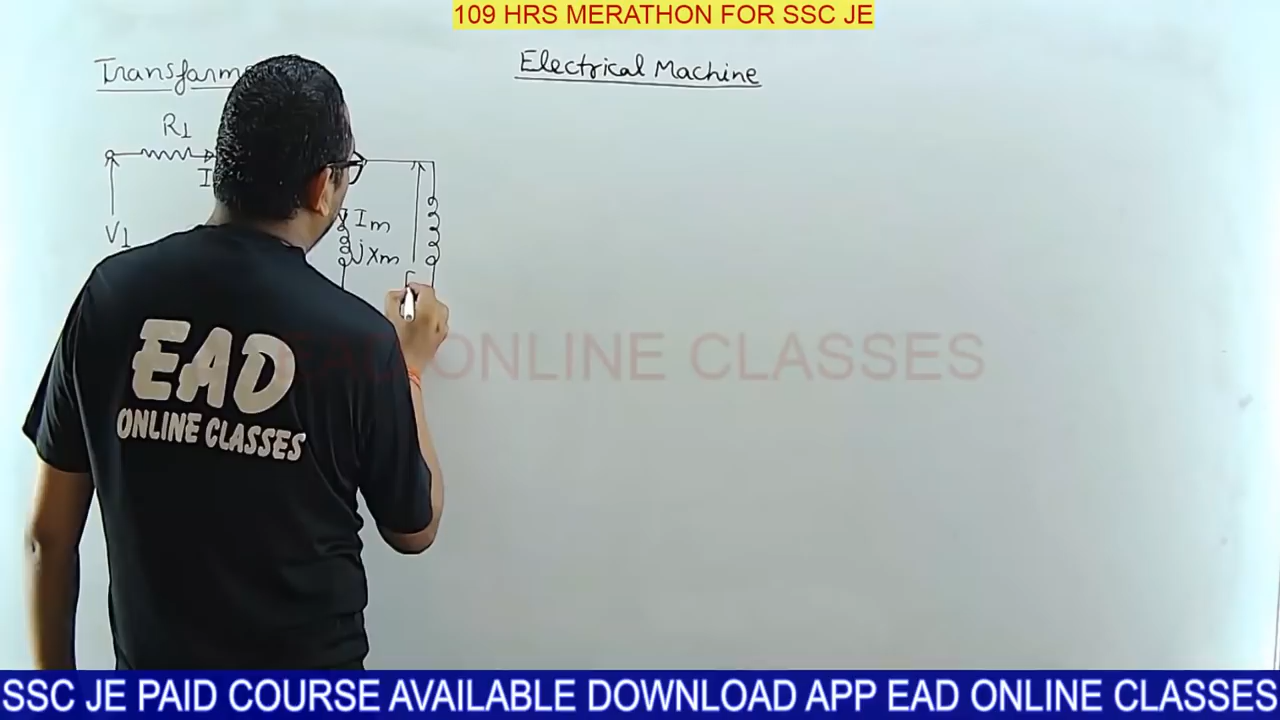 109 HRS MERATHON FOR SSC JE
Electrical Machine
R1
V1
Im
jxm
EAD
ONLINE CLASSES
EAD ONLINE CLASSES
SSC JE PAID COURSE AVAILABLE DOWNLOAD APP EAD ONLINE CLASSES